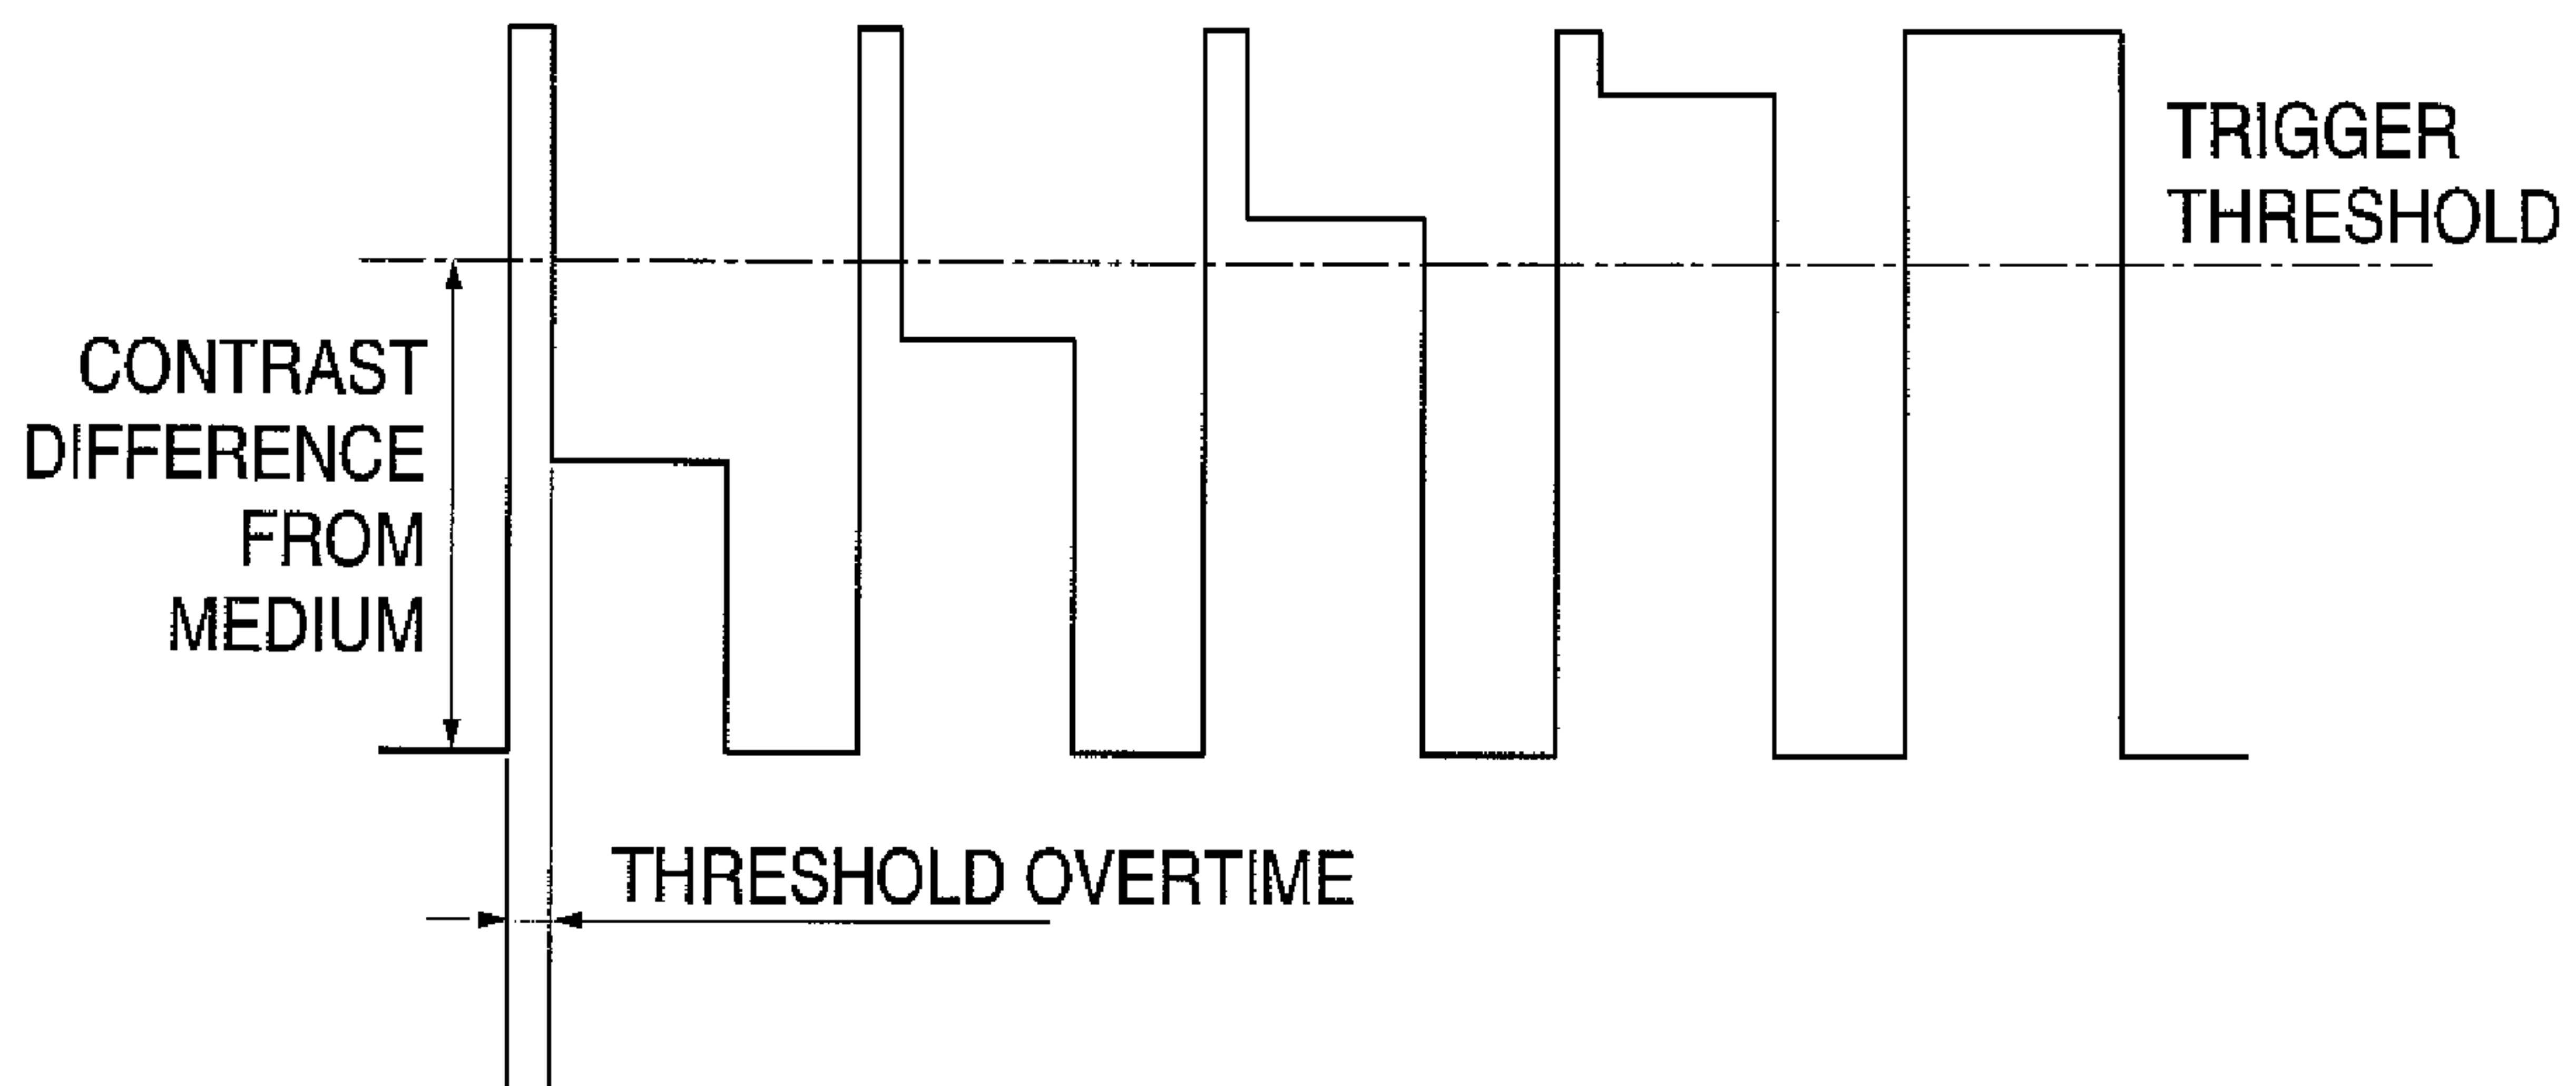 TRIGGER
THRESHOLD
CONTRAST
DIFFERENCE
FROM
MEDIUM
THRESHOLD OVERTIME